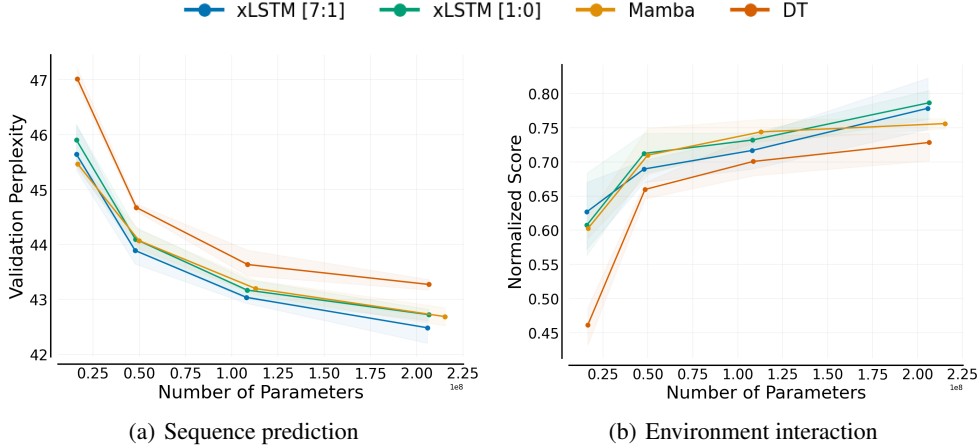 xLSTM [7:1] xLSTM [1:0] Mamba DT
47
46
45
44
43
42
Validation Perplexity
0.25 0.50 0.75 1.00 1.25 1.50 1.75 2.00 2.25
1e8
Number of Parameters
(a) Sequence prediction
0.80
0.75
0.70
0.65
0.60
0.55
0.50
0.45
Normalized Score
0.25 0.50 0.75 1.00 1.25 1.50 1.75 2.00 2.25
1e8
Number of Parameters
(b) Environment interaction